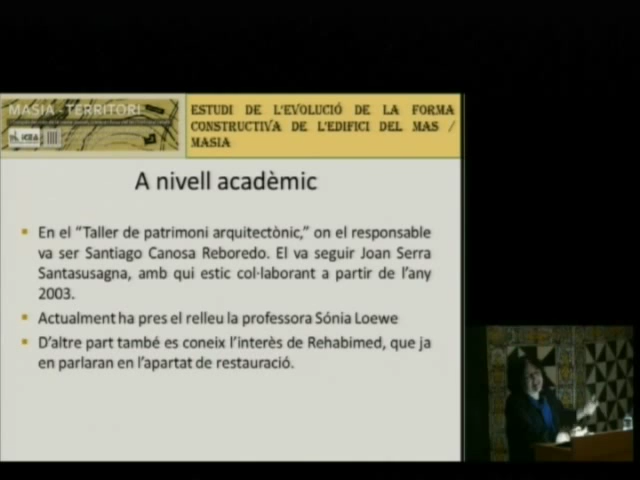 MASIA - TERRITORI
ESTUDI DE L'EVOLUCIÓ DE LA FORMA
CONSTRUCTIVA DE L'EDIFICI DEL MAS /
MASIA
A nivell acadèmic
En el “Taller de patrimoni arquitectònic,” on el responsable
va ser Santiago Canosa Reboredo. El va seguir Joan Serra
Santasusagna, amb qui estic col·laborant a partir de l’any
2003.
Actualment ha pres el relleu la professora Sónia Loewe
D’altre part també es coneix l’interès de Rehabimed, que ja
en parlaran en l’apartat de restauració.